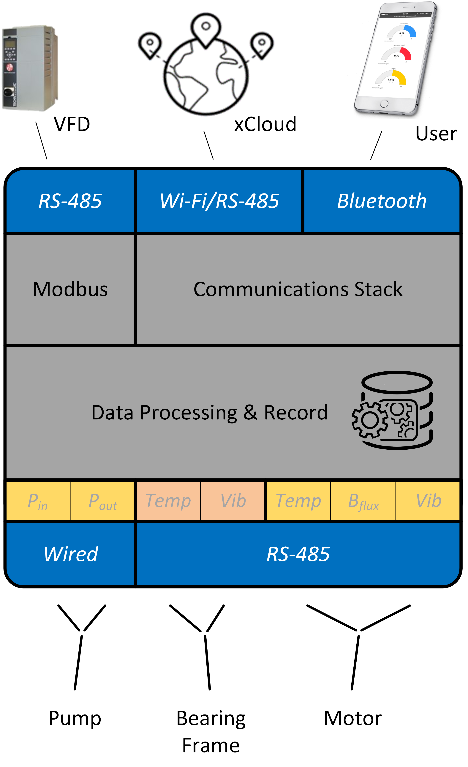 VFD
xCloud
User
RS-485
Wi-Fi/RS-485
Bluetooth
Modbus
Communications Stack
Data Processing & Record
Pin
Pout
Temp
Vib
Temp
Bflux
Vib
Wired
RS-485
Pump
Bearing
Frame
Motor